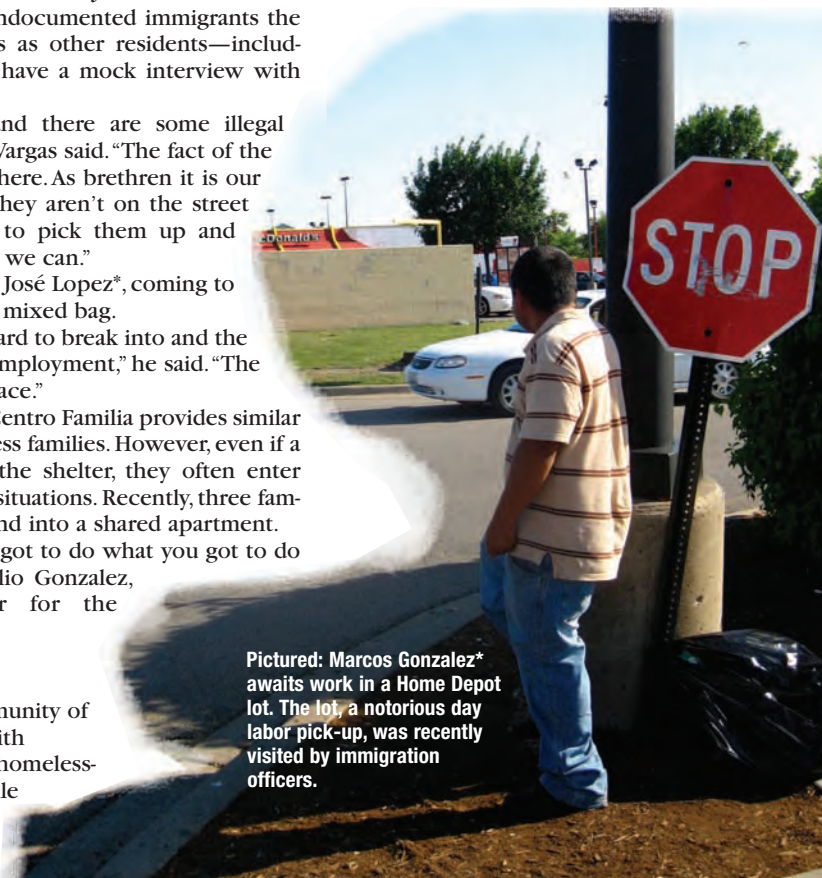 ndocumented immigrants the
s as other residents—includ-
have a mock interview with
nd there are some illegal
Vargas said. “The fact of the
here. As brethren it is our
hey aren’t on the street
to pick them up and
we can.”
José Lopez*, coming to
mixed bag.
ard to break into and the
mployment,” he said. “The
ace.”
Centro Familia provides similar
ess families. However, even if a
the shelter, they often enter
situations. Recently, three fam-
nd into a shared apartment.
got to do what you got to do
lio Gonzalez,
r for the
munity of
ith
homeless-
le
cDonald's
STOP
Pictured: Marcos Gonzalez*
awaits work in a Home Depot
lot. The lot, a notorious day
labor pick-up, was recently
visited by immigration
officers.